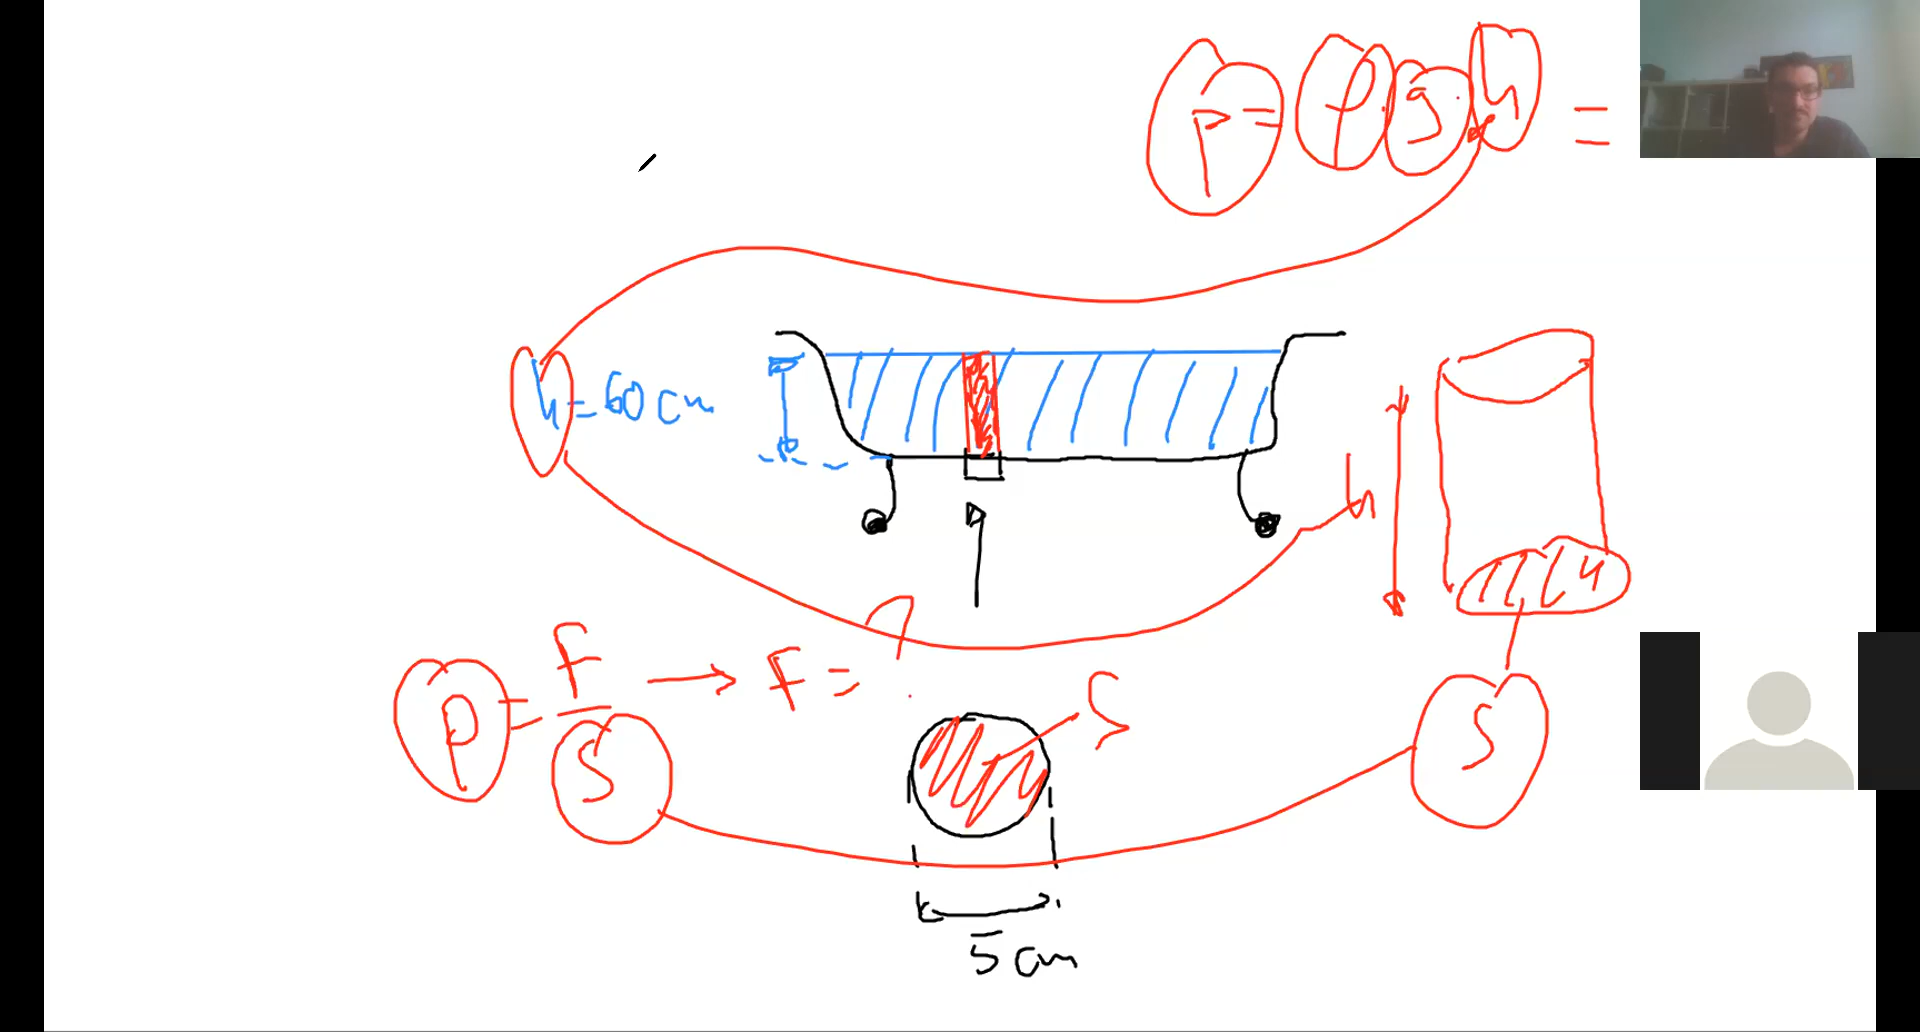 p = ρ g h =
h = 60 cm
h
p = F / S → F = ?
S
S
5 cm